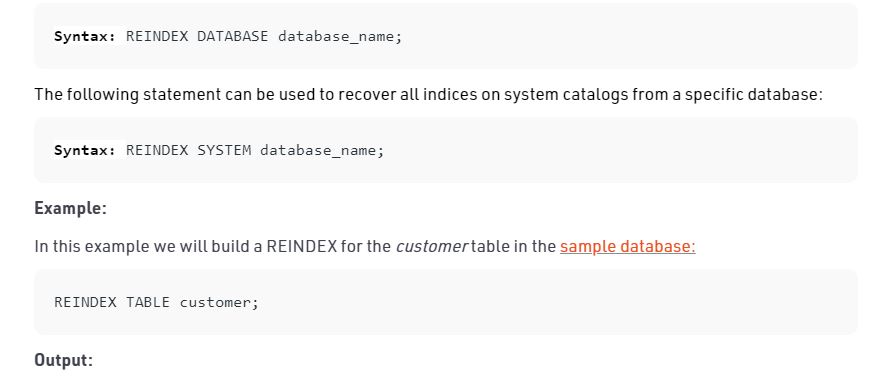 Syntax: REINDEX DATABASE database_name;
The following statement can be used to recover all indices on system catalogs from a specific database:
Syntax: REINDEX SYSTEM database_name;
Example:
In this example we will build a REINDEX for the customer table in the sample database:
REINDEX TABLE customer;
Output: